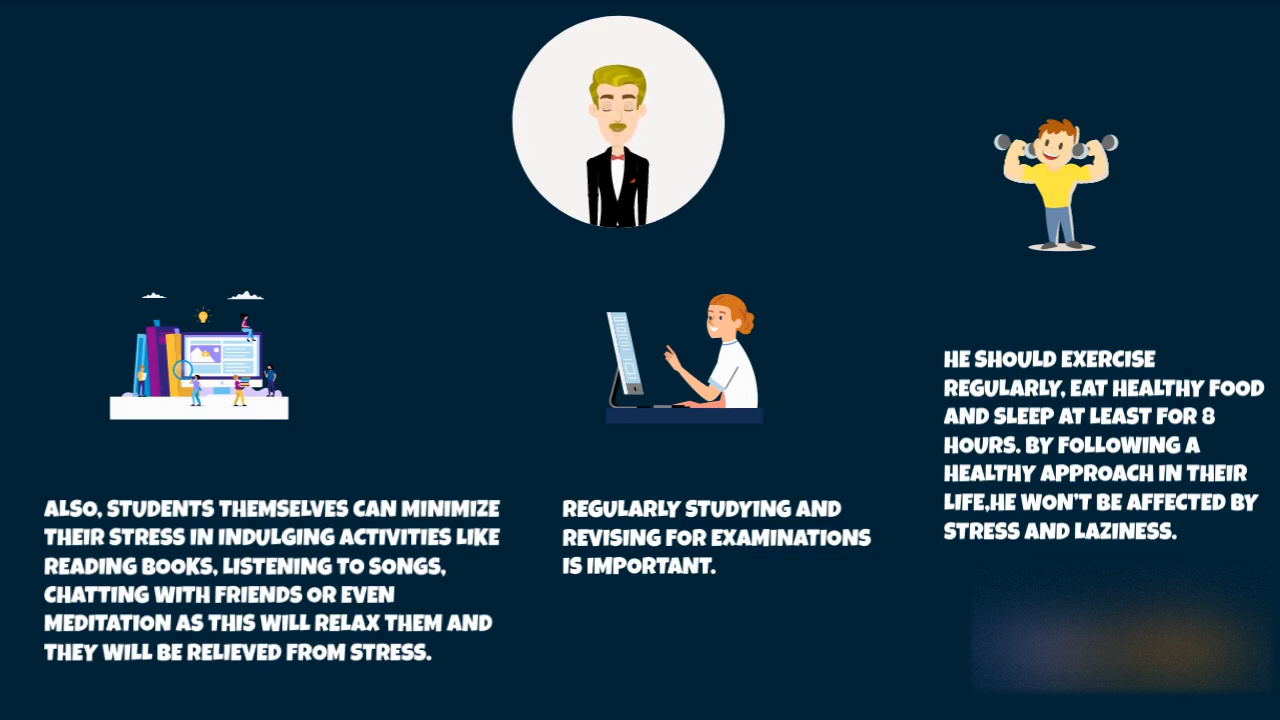 ALSO, STUDENTS THEMSELVES CAN MINIMIZE
THEIR STRESS IN INDULGING ACTIVITIES LIKE
READING BOOKS, LISTENING TO SONGS,
CHATTING WITH FRIENDS OR EVEN
MEDITATION AS THIS WILL RELAX THEM AND
THEY WILL BE RELIEVED FROM STRESS.
REGULARLY STUDYING AND
REVISING FOR EXAMINATIONS
IS IMPORTANT.
HE SHOULD EXERCISE
REGULARLY, EAT HEALTHY FOOD
AND SLEEP AT LEAST FOR 8
HOURS. BY FOLLOWING A
HEALTHY APPROACH IN THEIR
LIFE,HE WON'T BE AFFECTED BY
STRESS AND LAZINESS.